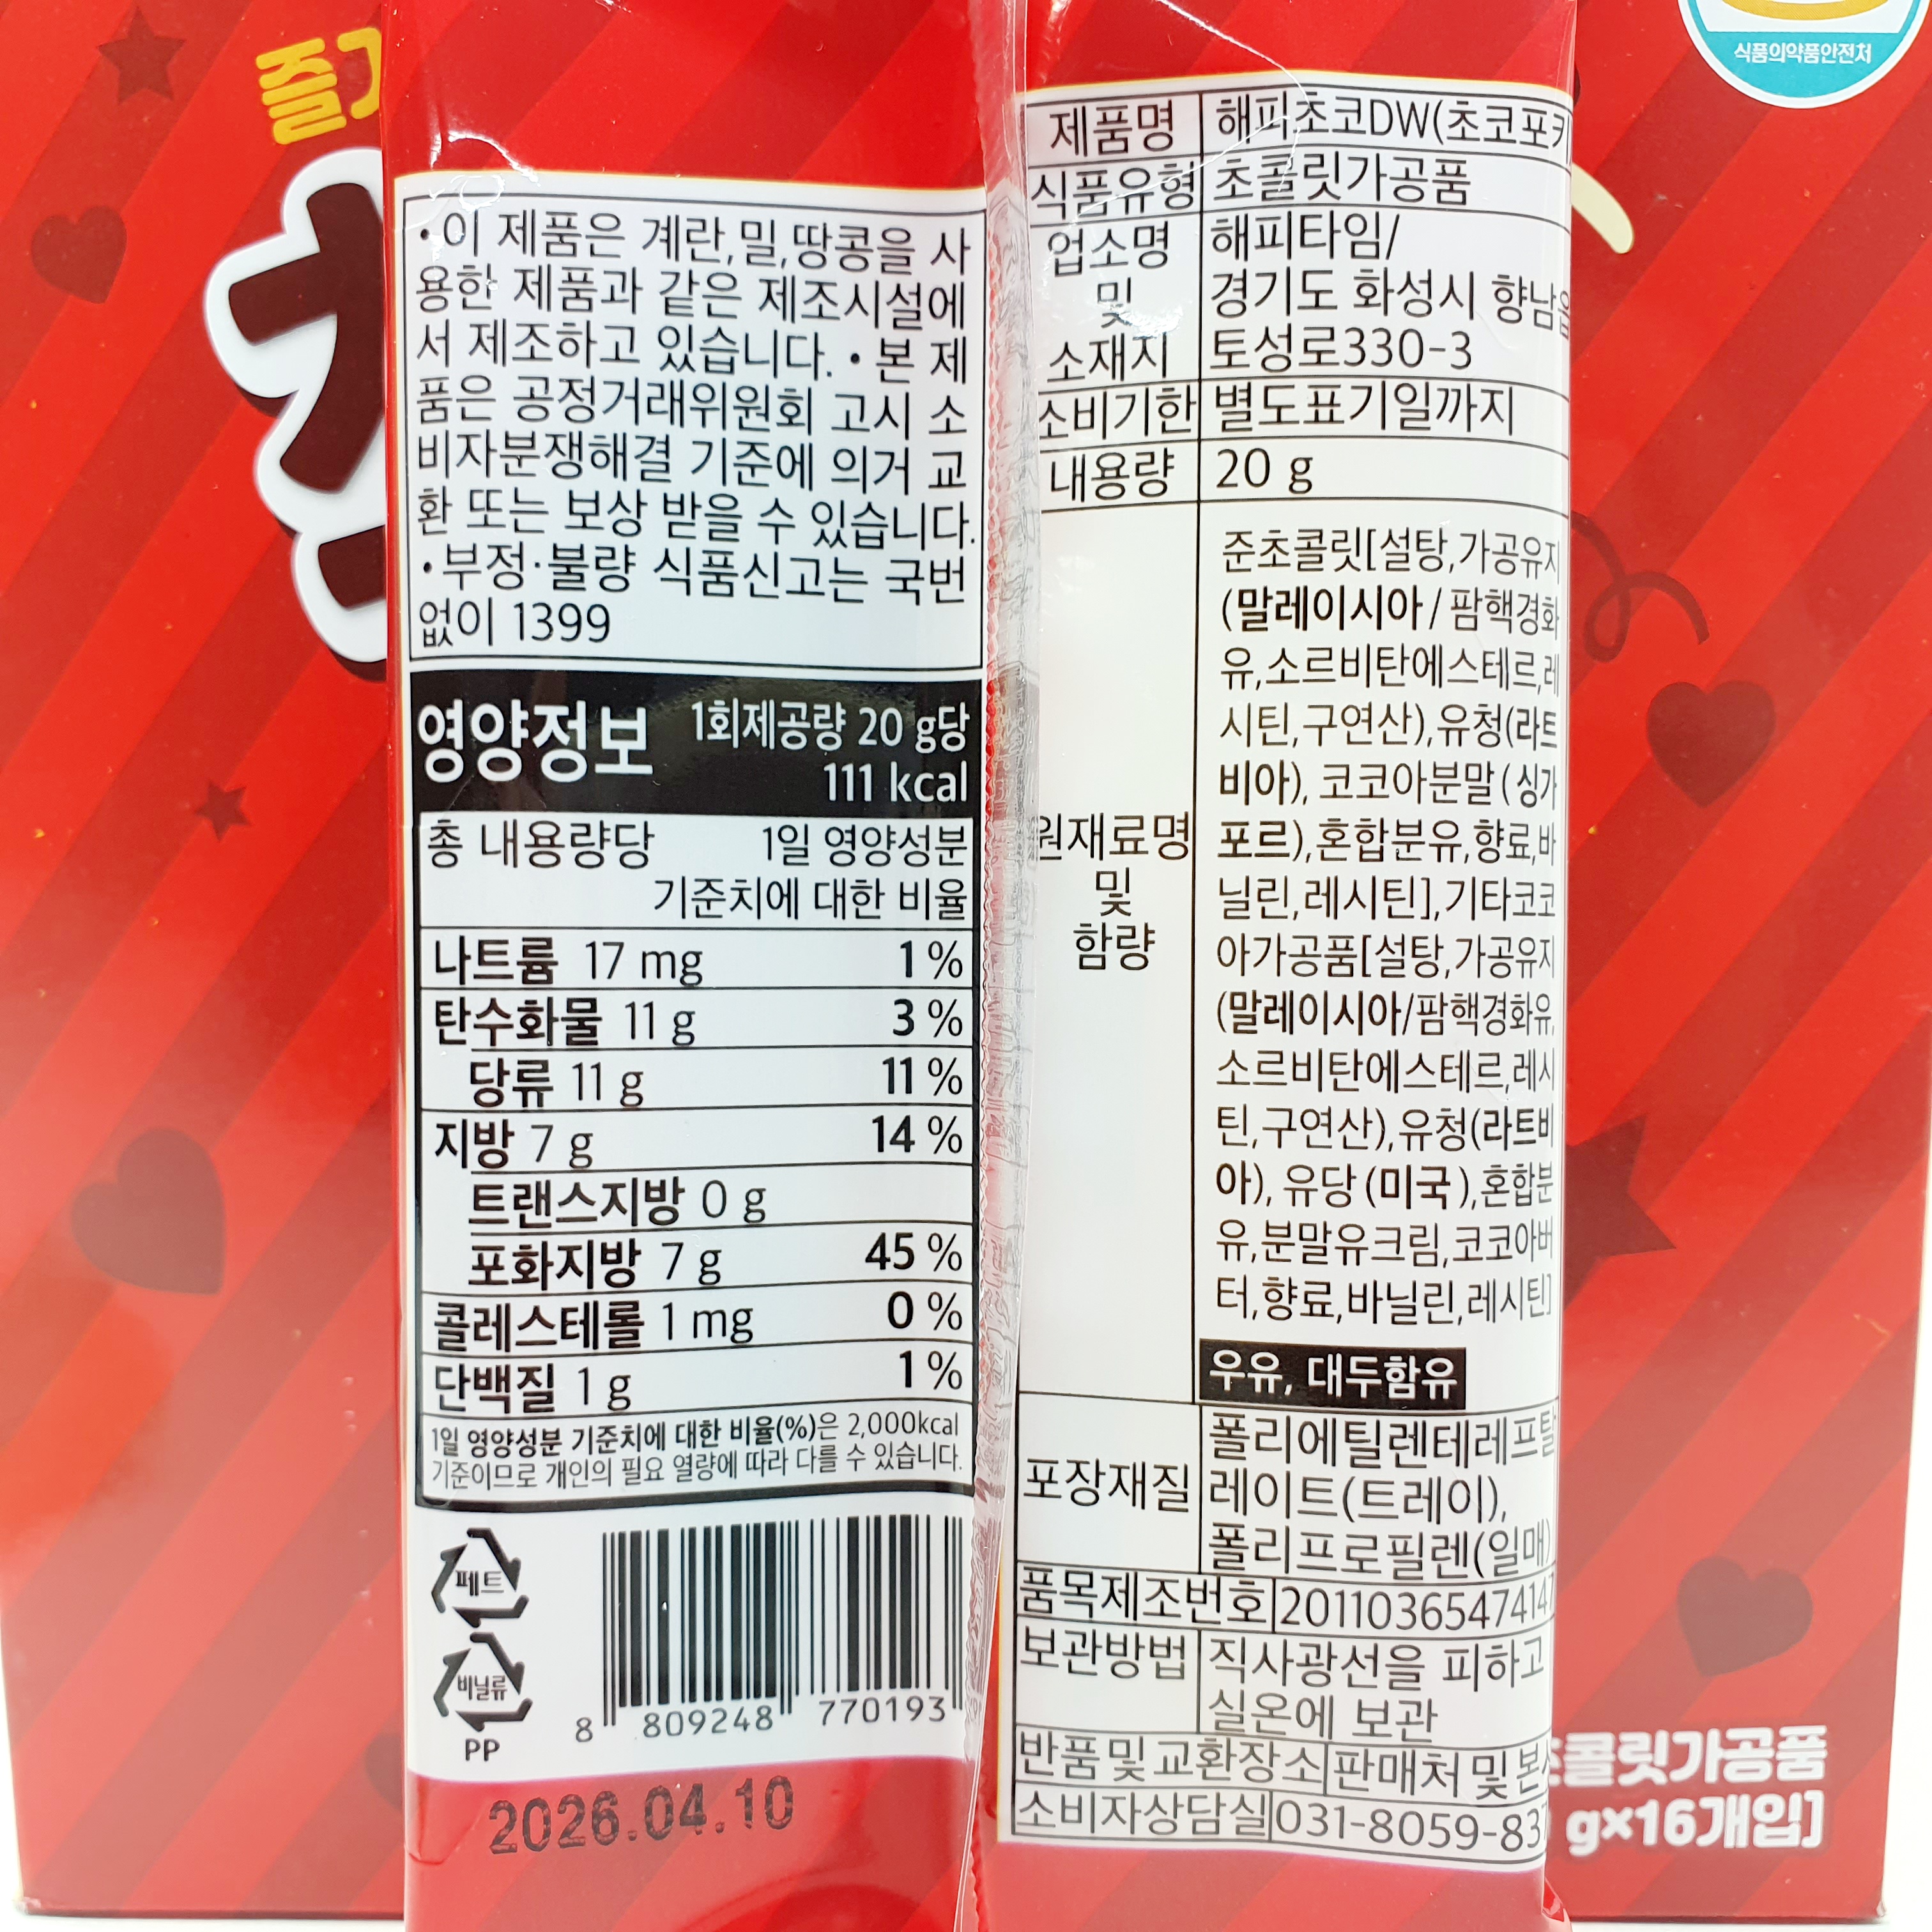 식품의약품안전처
• 이 제품은 계란,밀,땅콩을 사
용한 제품과 같은 제조시설에
서 제조하고 있습니다. • 본 제
품은 공정거래위원회 고시 소
비자분쟁해결 기준에 의거 교
환 또는 보상 받을 수 있습니다.
• 부정·불량 식품신고는 국번
없이 1399
영양정보 1회제공량 20 g당
111 kcal
총 내용량당 1일 영양성분
기준치에 대한 비율
나트륨 17 mg 1 %
탄수화물 11 g 3 %
당류 11 g 11 %
지방 7 g 14 %
트랜스지방 0 g
포화지방 7 g 45 %
콜레스테롤 1 mg 0 %
단백질 1 g 1 %
1일 영양성분 기준치에 대한 비율(%)은 2,000kcal
기준이므로 개인의 필요 열량에 따라 다를 수 있습니다.
페트
비닐류
PP
8 809248 770193
2026.04.10
제품명 해피초코DW(초코포키
식품유형 초콜릿가공품
업소명 및 소재지 해피타임/
경기도 화성시 향남읍
토성로330-3
소비기한 별도표기일까지
내용량 20 g
원재료명 및 함량
준초콜릿[설탕,가공유지
(말레이시아/팜핵경화
유,소르비탄에스테르,레
시틴,구연산),유청(라트
비아), 코코아분말(싱가
포르),혼합분유,향료,바
닐린,레시틴],기타코코
아가공품[설탕,가공유지
(말레이시아/팜핵경화유,
소르비탄에스테르,레시
틴,구연산),유청(라트비
아), 유당(미국),혼합분
유,분말유크림,코코아버
터,향료,바닐린,레시틴]
우유, 대두함유
포장재질 폴리에틸렌테레프탈
레이트(트레이),
폴리프로필렌(일매)
품목제조번호 20110365474147
보관방법 직사광선을 피하고
실온에 보관
반품및교환장소 판매처 및 본사
소비자상담실 031-8059-83
콜릿가공품
g×16개입]